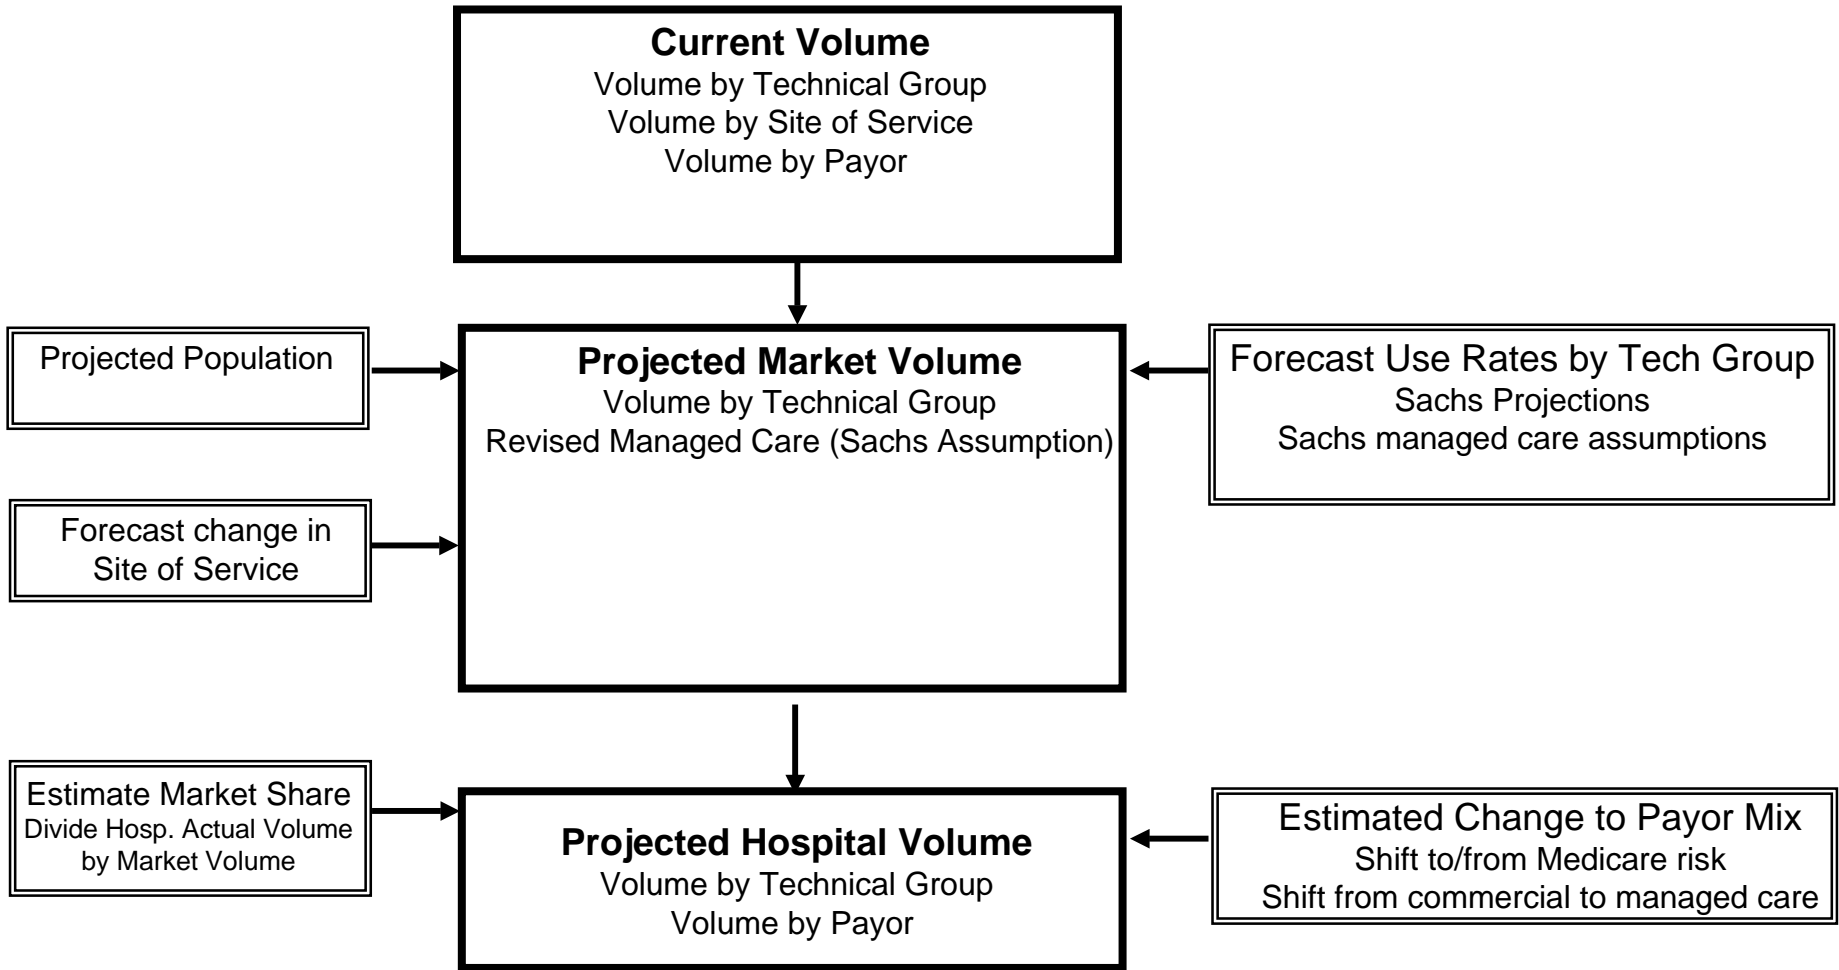 Current Volume
Volume by Technical Group
Volume by Site of Service
Volume by Payor
Projected Population
Projected Market Volume
Volume by Technical Group
Revised Managed Care (Sachs Assumption)
Forecast Use Rates by Tech Group
Sachs Projections
Sachs managed care assumptions
Forecast change in
Site of Service
Estimate Market Share
Divide Hosp. Actual Volume
by Market Volume
Projected Hospital Volume
Volume by Technical Group
Volume by Payor
Estimated Change to Payor Mix
Shift to/from Medicare risk
Shift from commercial to managed care